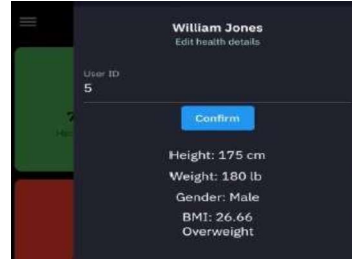 William Jones
Edit health details
User ID
5
Confirm
Height: 175 cm
Weight: 180 lb
Gender: Male
BMI: 26.66
Overweight